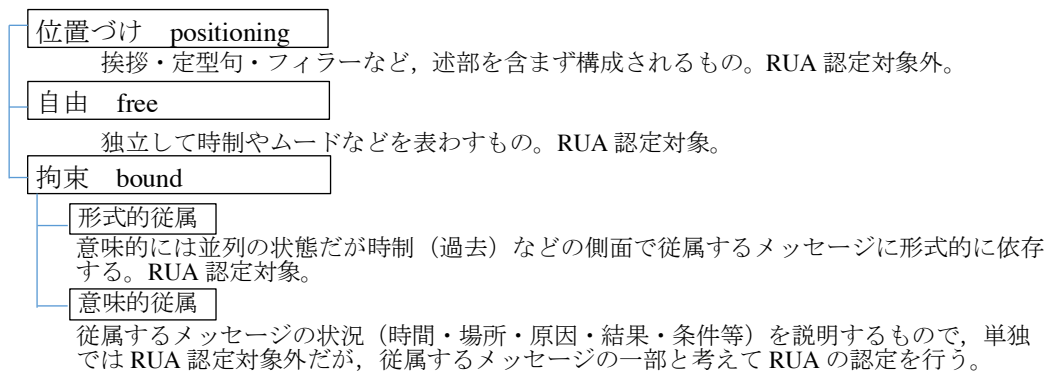 位置づけ　positioning
挨拶・定型句・フィラーなど，述部を含まず構成されるもの。RUA 認定対象外。
自由　free
独立して時制やムードなどを表わすもの。RUA 認定対象。
拘束　bound
形式的従属
意味的には並列の状態だが時制（過去）などの側面で従属するメッセージに形式的に依存
する。RUA 認定対象。
意味的従属
従属するメッセージの状況（時間・場所・原因・結果・条件等）を説明するもので，単独
では RUA 認定対象外だが，従属するメッセージの一部と考えて RUA の認定を行う。